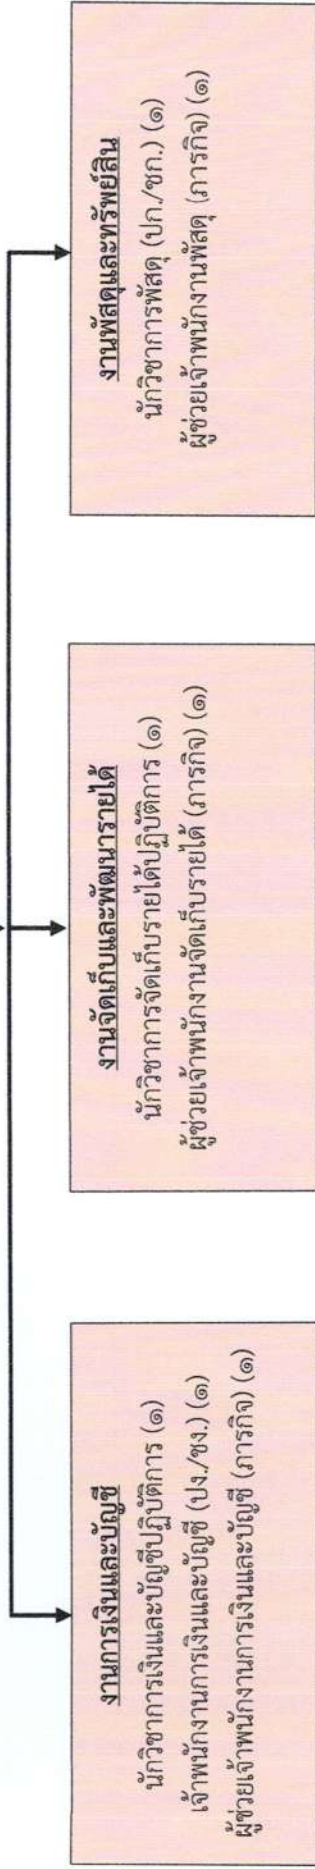 งานการเงินและบัญชี
นักวิชาการเงินและบัญชีปฏิบัติการ (๑)
เจ้าพนักงานการเงินและบัญชี (ปง./ชง.) (๑)
ผู้ช่วยเจ้าพนักงานการเงินและบัญชี (ภารกิจ) (๑)
งานจัดเก็บและพัฒนารายได้
นักวิชาการจัดเก็บรายได้ปฏิบัติการ (๑)
ผู้ช่วยเจ้าพนักงานจัดเก็บรายได้ (ภารกิจ) (๑)
งานพัสดุและทรัพย์สิน
นักวิชาการพัสดุ (ปก./ชก.) (๑)
ผู้ช่วยเจ้าพนักงานพัสดุ (ภารกิจ) (๑)